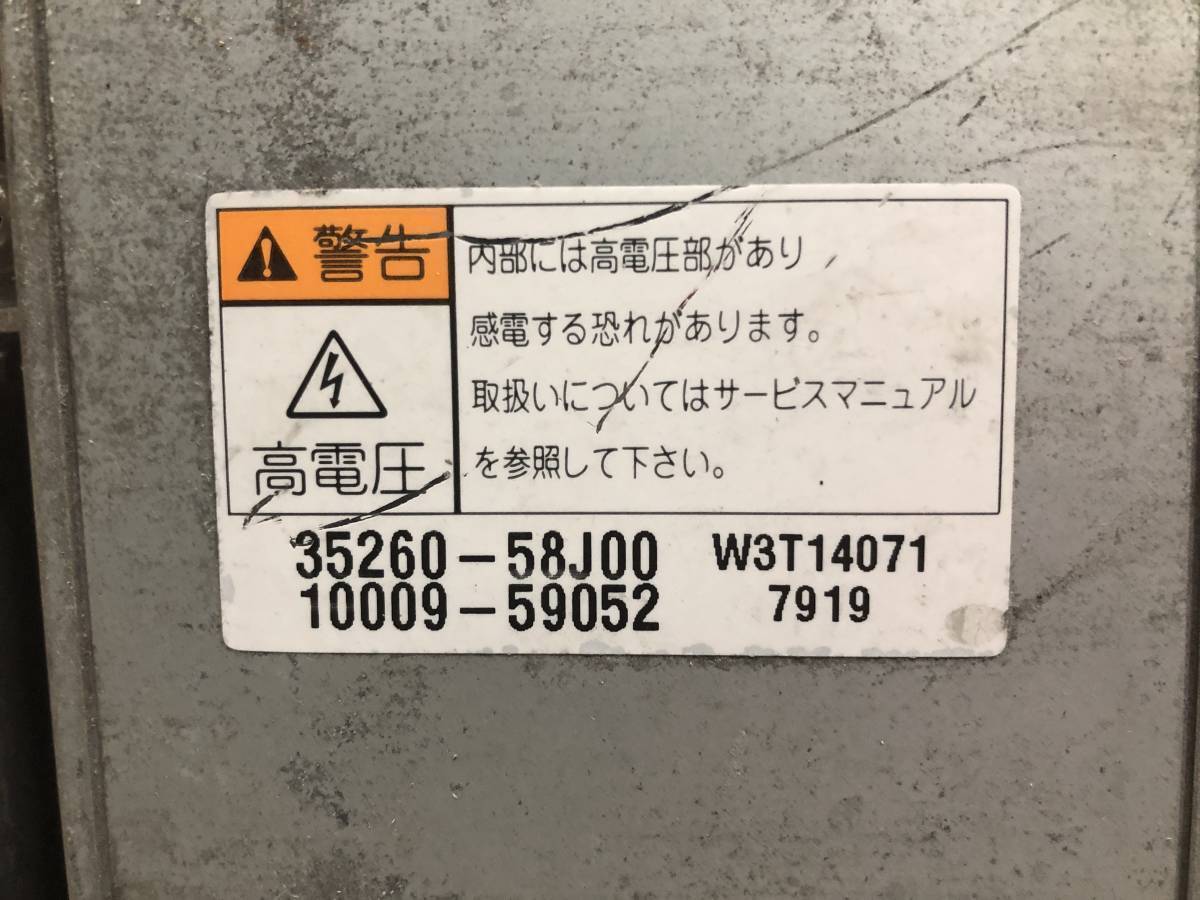 警告
高電圧
内部には高電圧部があり
感電する恐れがあります。
取扱いについてはサービスマニュアル
を参照して下さい。
35260-58J00 W3T14071
10009-59052 7919